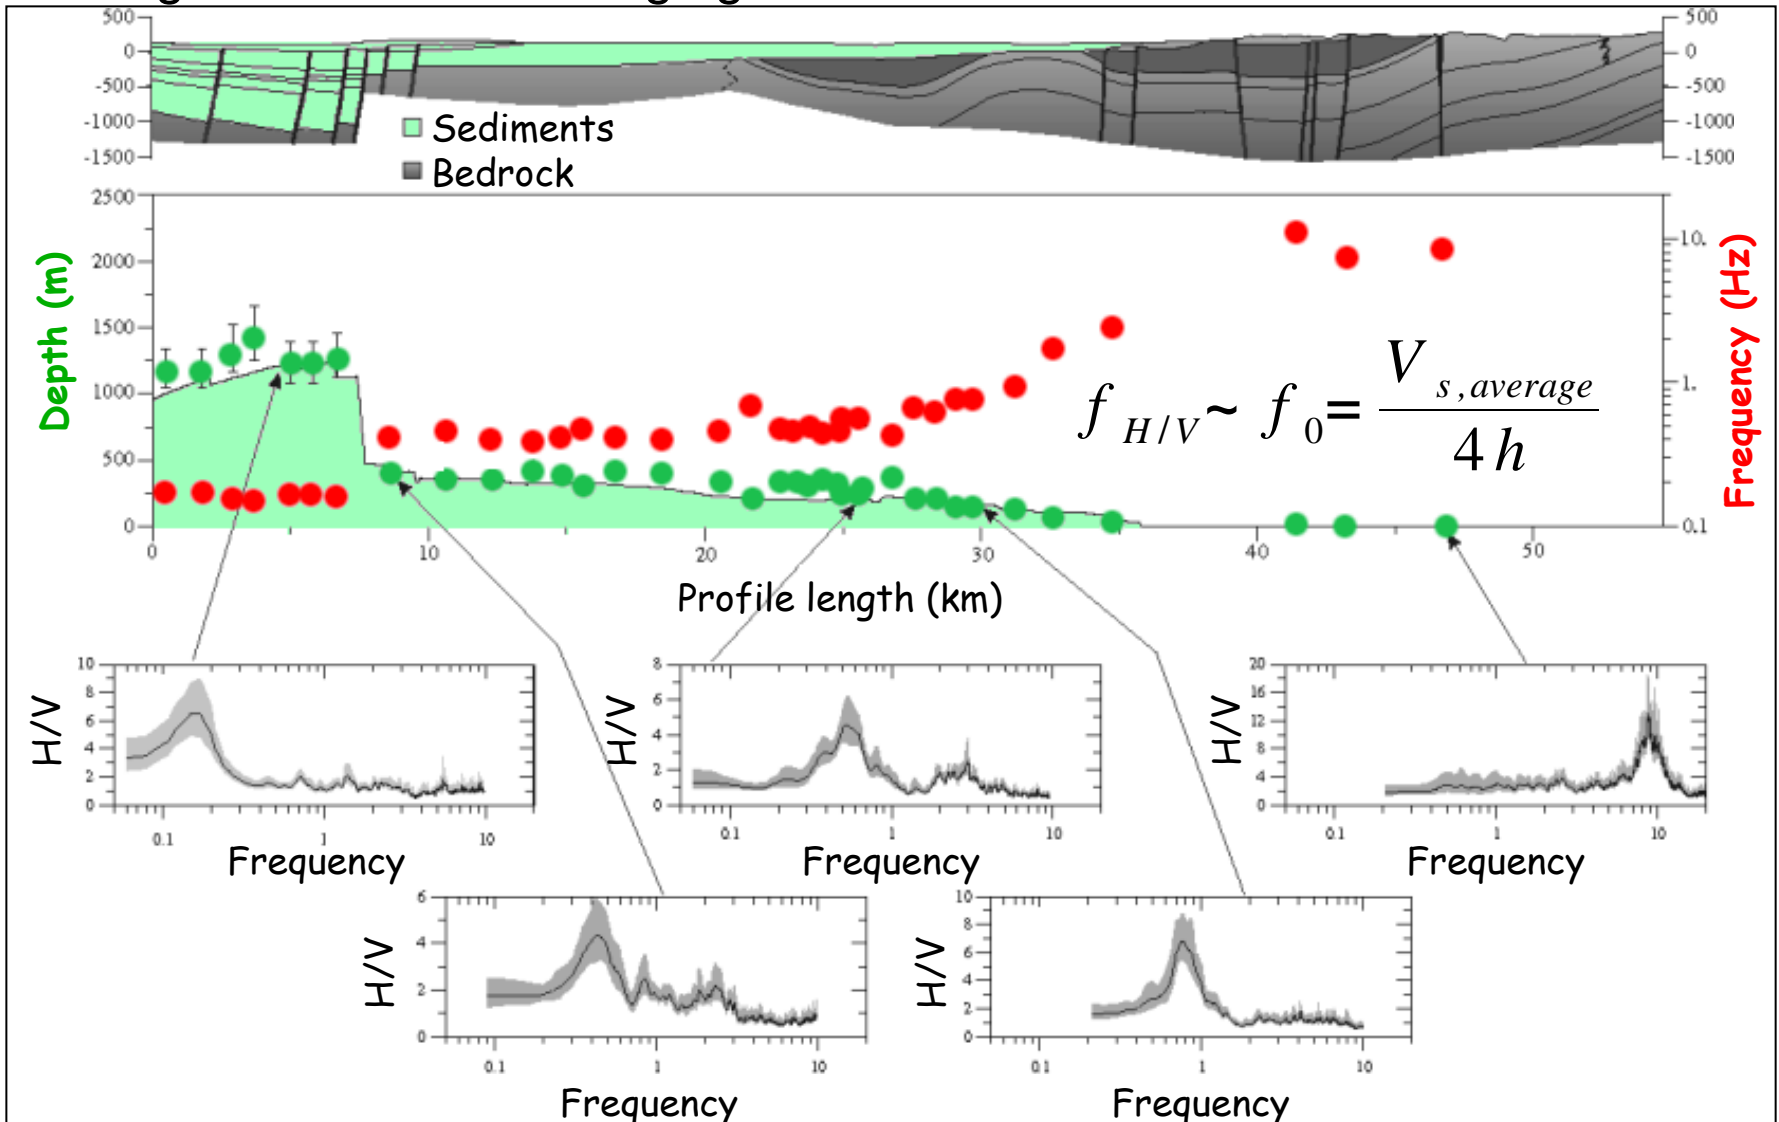 500
0
-500
-1000
-1500
500
0
-500
-1000
-1500
Sediments
Bedrock
Depth (m)
2500
2000
1500
1000
500
0
10.
1.
0.1
Frequency (Hz)
f H/V ~ f 0 = V s,average / 4 h
0 10 20 30 40 50
Profile length (km)
H/V
10
8
6
4
2
0
0.1 1 10
Frequency
H/V
8
6
4
2
0
0.1 1 10
Frequency
H/V
20
16
12
8
4
0
0.1 1 10
Frequency
H/V
6
4
2
0
0.1 1 10
Frequency
H/V
10
8
6
4
2
0
0.1 1 10
Frequency